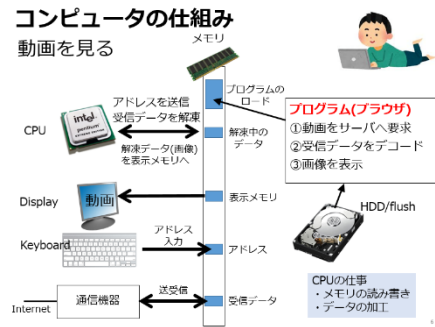 コンピュータの仕組み
動画を見る
メモリ
プログラムの
ロード
アドレスを送信
受信データを解凍
intel
pentium
CPU
解凍中の
データ
解凍データ(画像)
を表示メモリへ
プログラム(ブラウザ)
①動画をサーバへ要求
②受信データをデコード
③画像を表示
Display
動画
表示メモリ
HDD/flush
Keyboard
アドレス
入力
アドレス
CPUの仕事
・メモリの読み書き
・データの加工
Internet
通信機器
送受信
受信データ
6